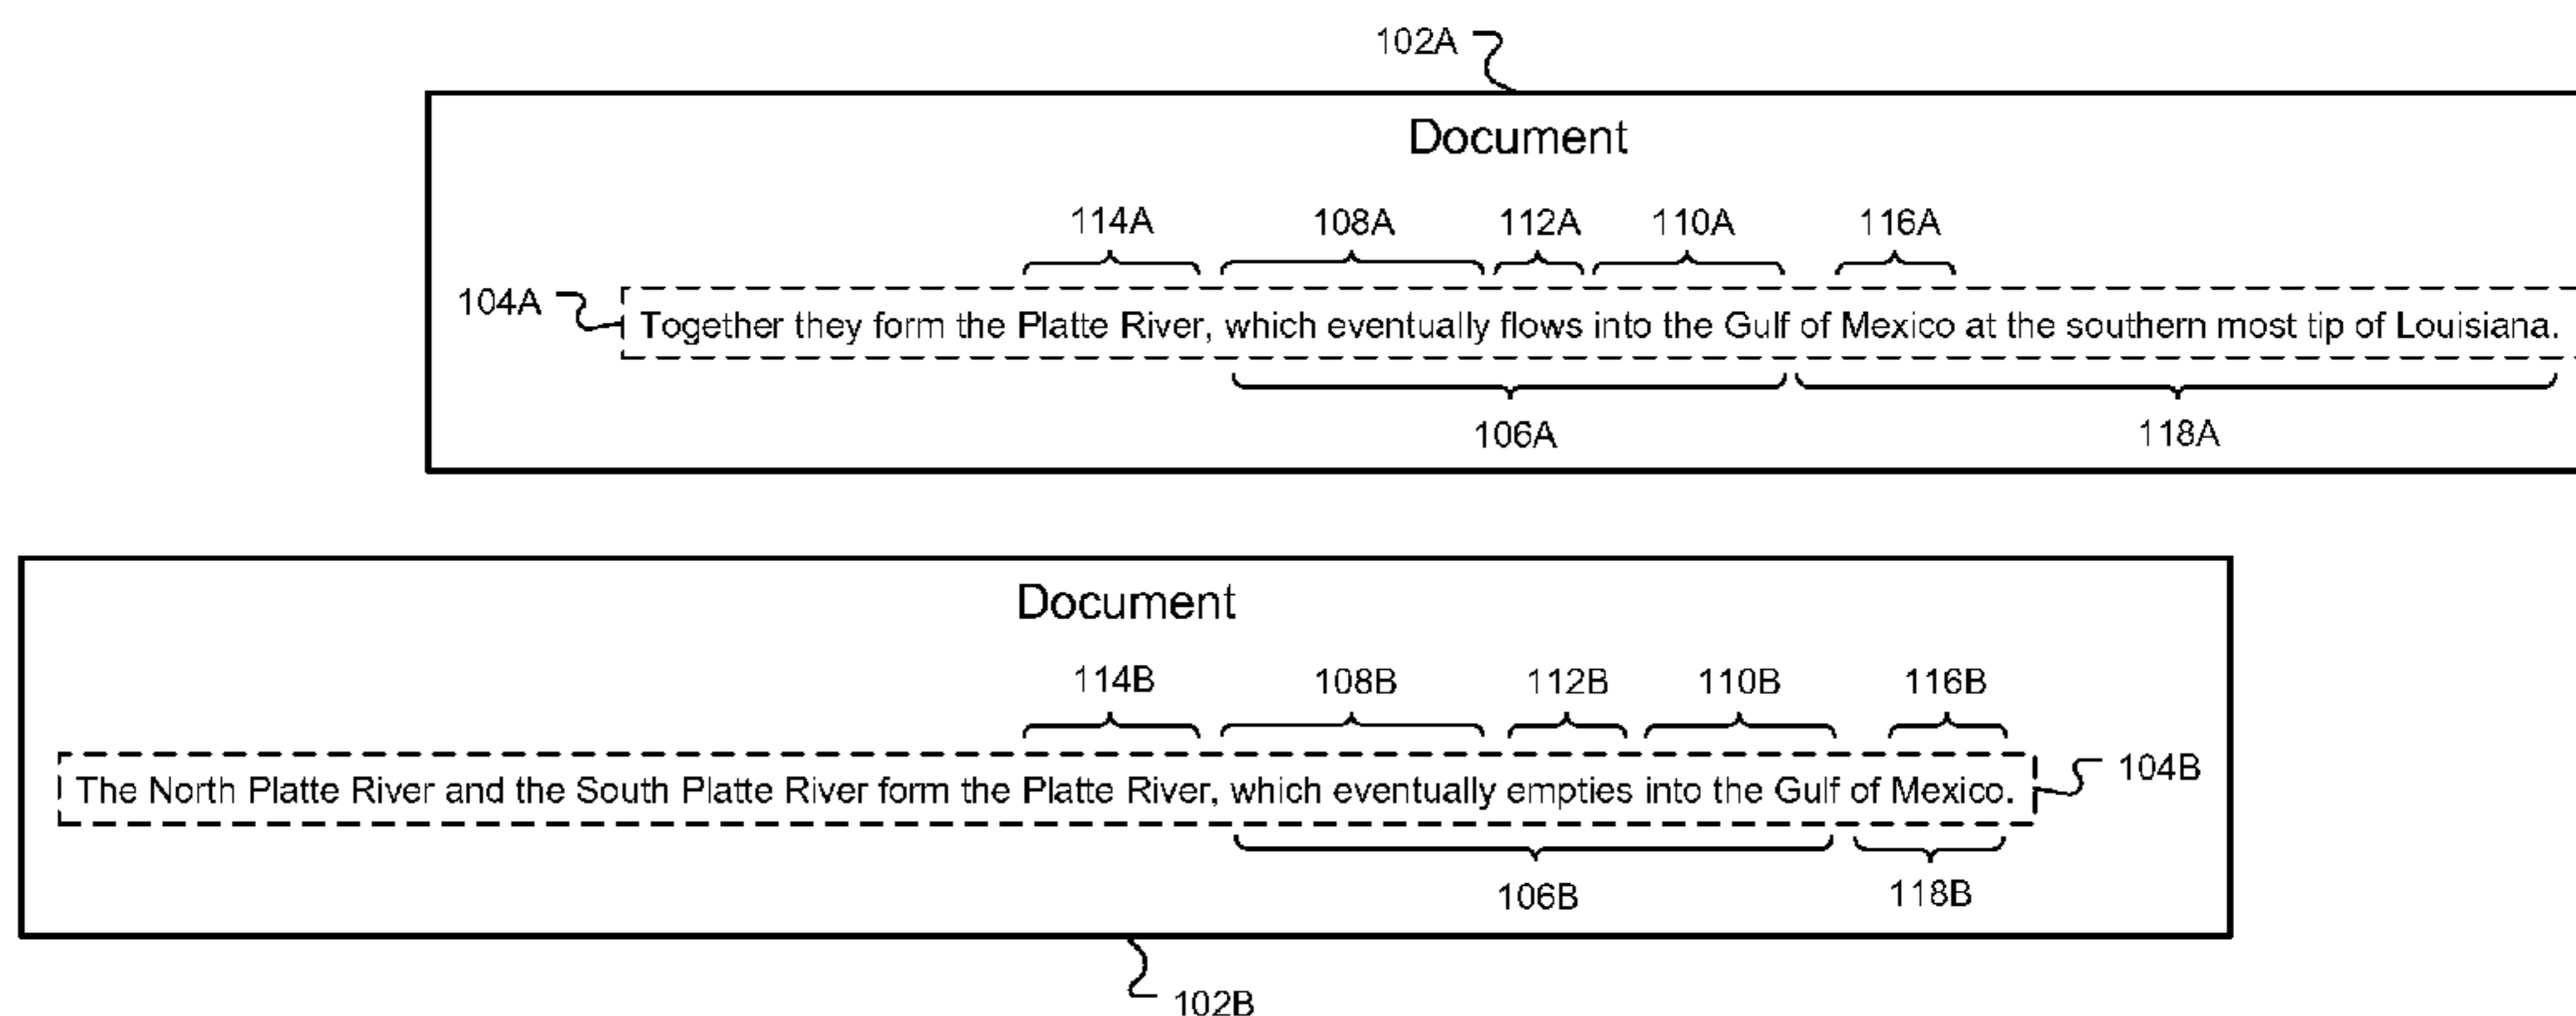 102A
Document
114A 108A 112A 110A 116A
104A Together they form the Platte River, which eventually flows into the Gulf of Mexico at the southern most tip of Louisiana.
106A 118A
Document
114B 108B 112B 110B 116B
The North Platte River and the South Platte River form the Platte River, which eventually empties into the Gulf of Mexico. 104B
106B 118B
102B